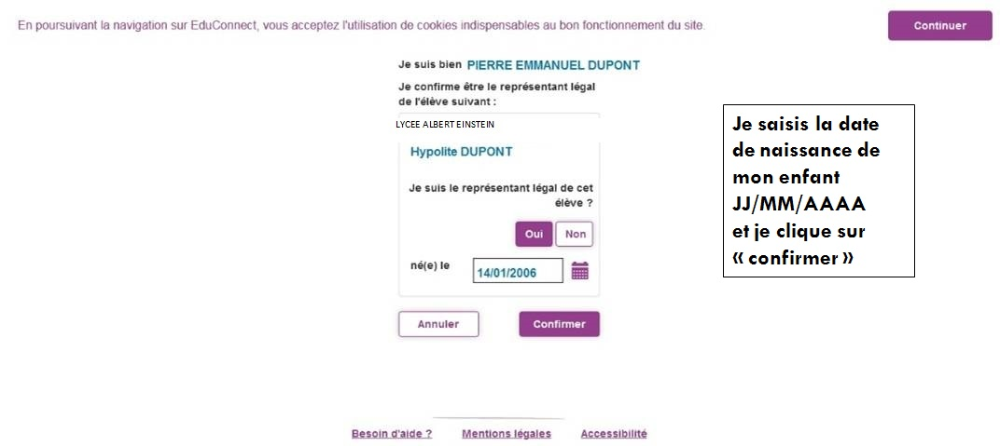 En poursuivant la navigation sur EduConnect, vous acceptez l'utilisation de cookies indispensables au bon fonctionnement du site.
Continuer
Je suis bien PIERRE EMMANUEL DUPONT
Je confirme être le représentant légal
de l'élève suivant :
LYCEE ALBERT EINSTEIN
Hypolite DUPONT
Je suis le représentant légal de cet
élève ?
Oui Non
né(e) le 14/01/2006
Annuler Confirmer
Je saisis la date
de naissance de
mon enfant
JJ/MM/AAAA
et je clique sur
« confirmer »
Besoin d'aide ? Mentions légales Accessibilité